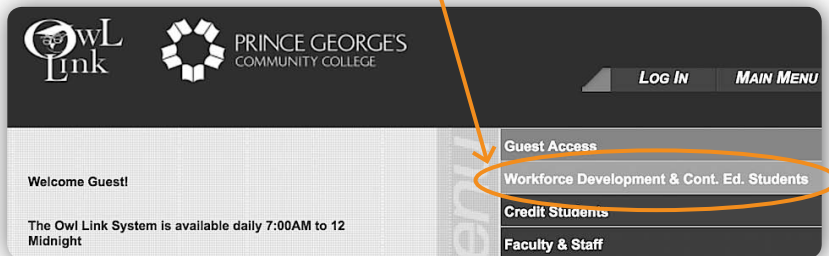 OwL
Link
PRINCE GEORGE'S
COMMUNITY COLLEGE
LOG IN MAIN MENU
Guest Access
Welcome Guest!
Workforce Development & Cont. Ed. Students
Credit Students
The Owl Link System is available daily 7:00AM to 12
Midnight
Faculty & Staff
enu